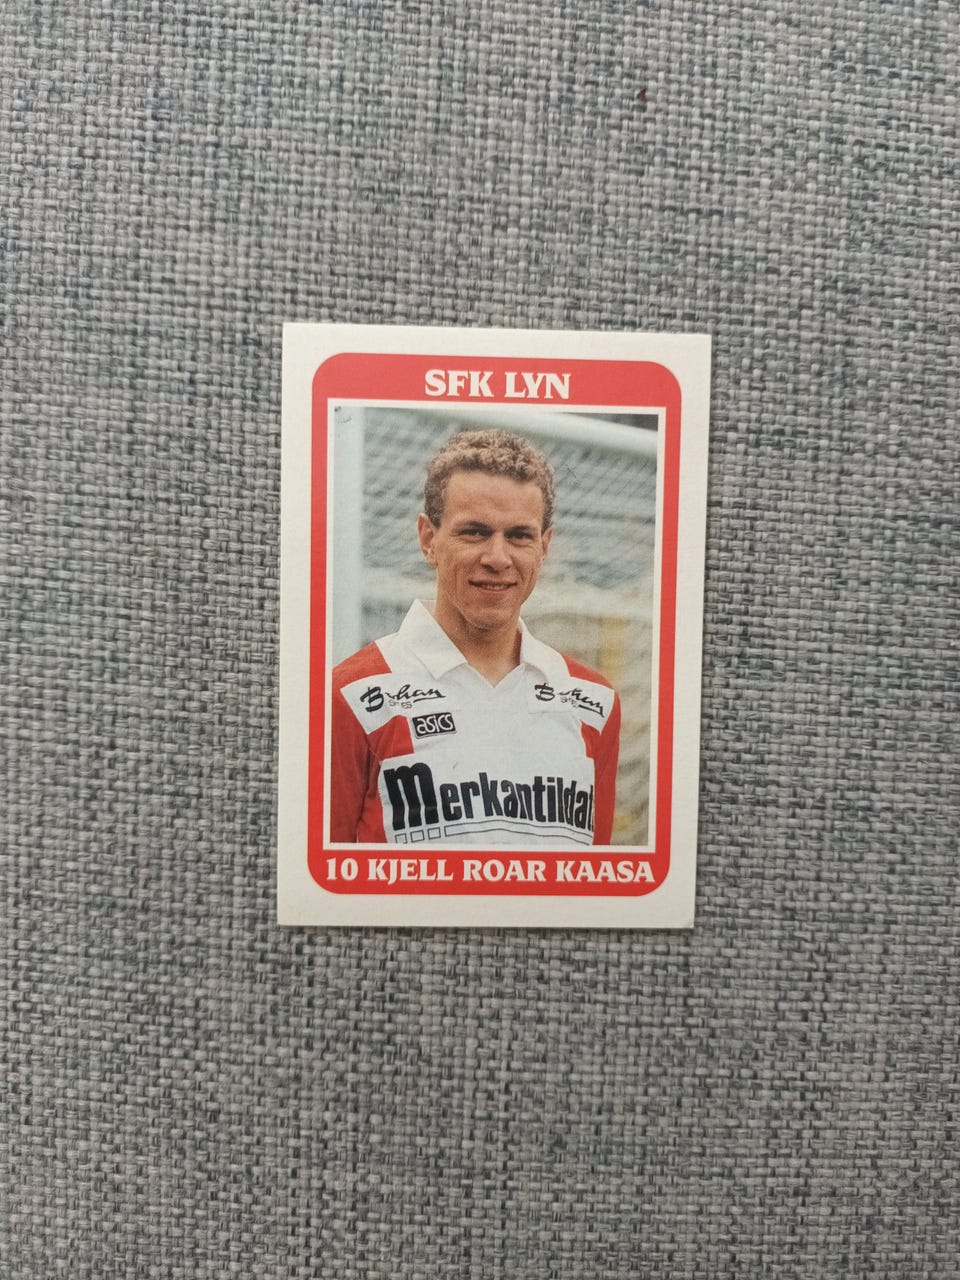 SFK LYN
Bohan Bohan
asics
Merkantildat
10 KJELL ROAR KAASA